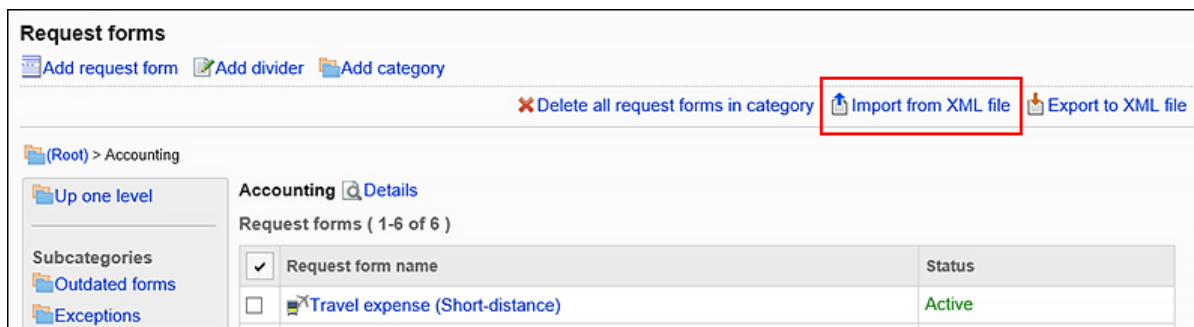 Request forms
Add request form Add divider Add category
Delete all request forms in category Import from XML file Export to XML file
(Root) > Accounting
Up one level
Subcategories
Outdated forms
Exceptions
Accounting Details
Request forms ( 1-6 of 6 )
Request form name Status
Travel expense (Short-distance) Active